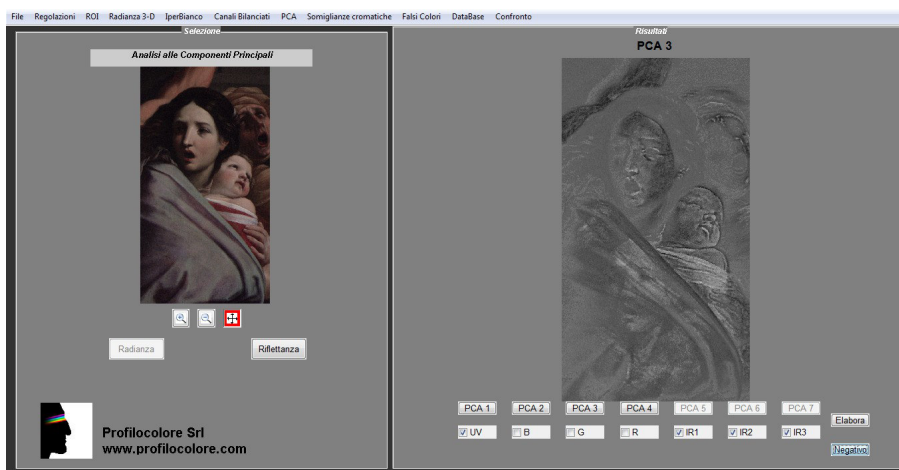 File Regolazioni ROI Radianza 3-D IperBianco Canali Bilanciati PCA Somiglianze cromatiche Falsi Colori DataBase Confronto
Selezione
Analisi alle Componenti Principali
Radianza Riflettanza
Profilocolore Srl
www.profilocolore.com
Risultati
PCA 3
PCA 1 PCA 2 PCA 3 PCA 4 PCA 5 PCA 6 PCA 7
UV B G R IR1 IR2 IR3
Elabora
Negativo